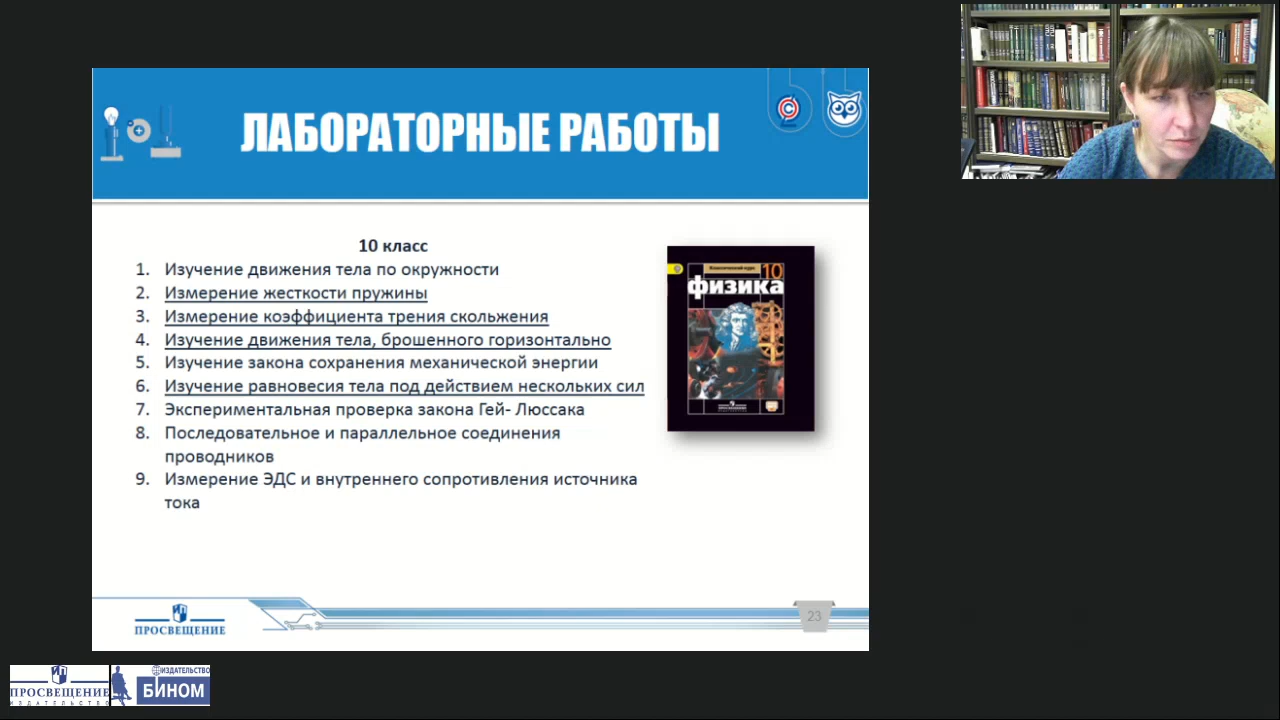 ЛАБОРАТОРНЫЕ РАБОТЫ
10 класс
1. Изучение движения тела по окружности
2. Измерение жесткости пружины
3. Измерение коэффициента трения скольжения
4. Изучение движения тела, брошенного горизонтально
5. Изучение закона сохранения механической энергии
6. Изучение равновесия тела под действием нескольких сил
7. Экспериментальная проверка закона Гей- Люссака
8. Последовательное и параллельное соединения
проводников
9. Измерение ЭДС и внутреннего сопротивления источника
тока
Классический курс
10
физика
ПРОСВЕЩЕНИЕ
23
ПРОСВЕЩЕНИЕ
ИЗДАТЕЛЬСТВО
ИЗДАТЕЛЬСТВО
БИНОМ